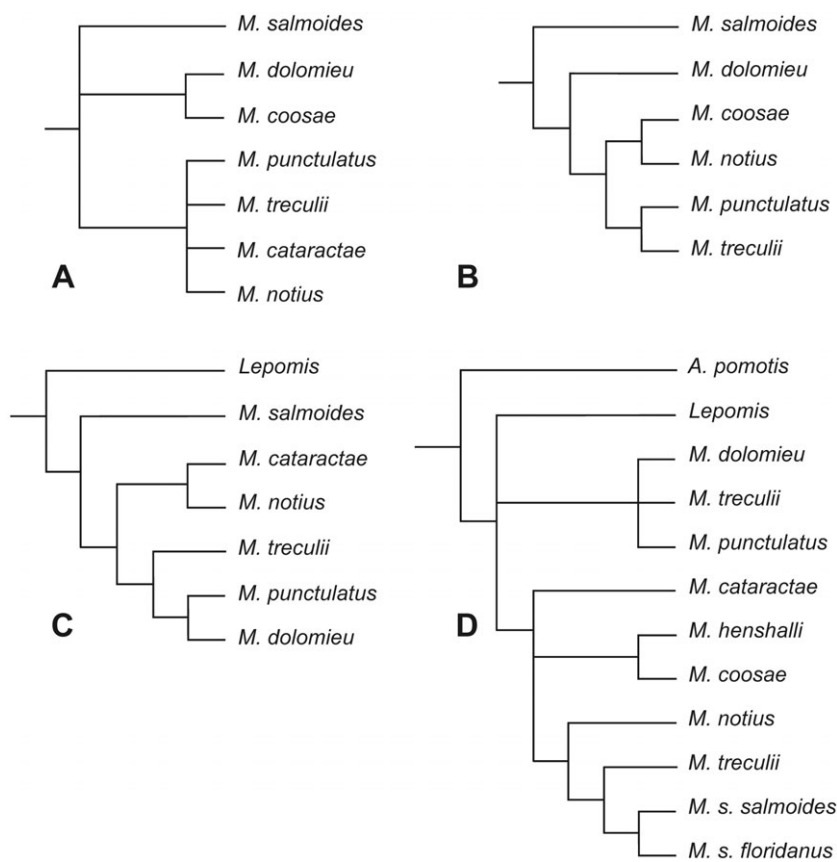 M. salmoides
M. dolomieu
M. coosae
M. punctulatus
M. treculii
M. cataractae
M. notius
A
M. salmoides
M. dolomieu
M. coosae
M. notius
M. punctulatus
M. treculii
B
Lepomis
M. salmoides
M. cataractae
M. notius
M. treculii
M. punctulatus
M. dolomieu
C
A. pomotis
Lepomis
M. dolomieu
M. treculii
M. punctulatus
M. cataractae
M. henshalli
M. coosae
M. notius
M. treculii
M. s. salmoides
M. s. floridanus
D